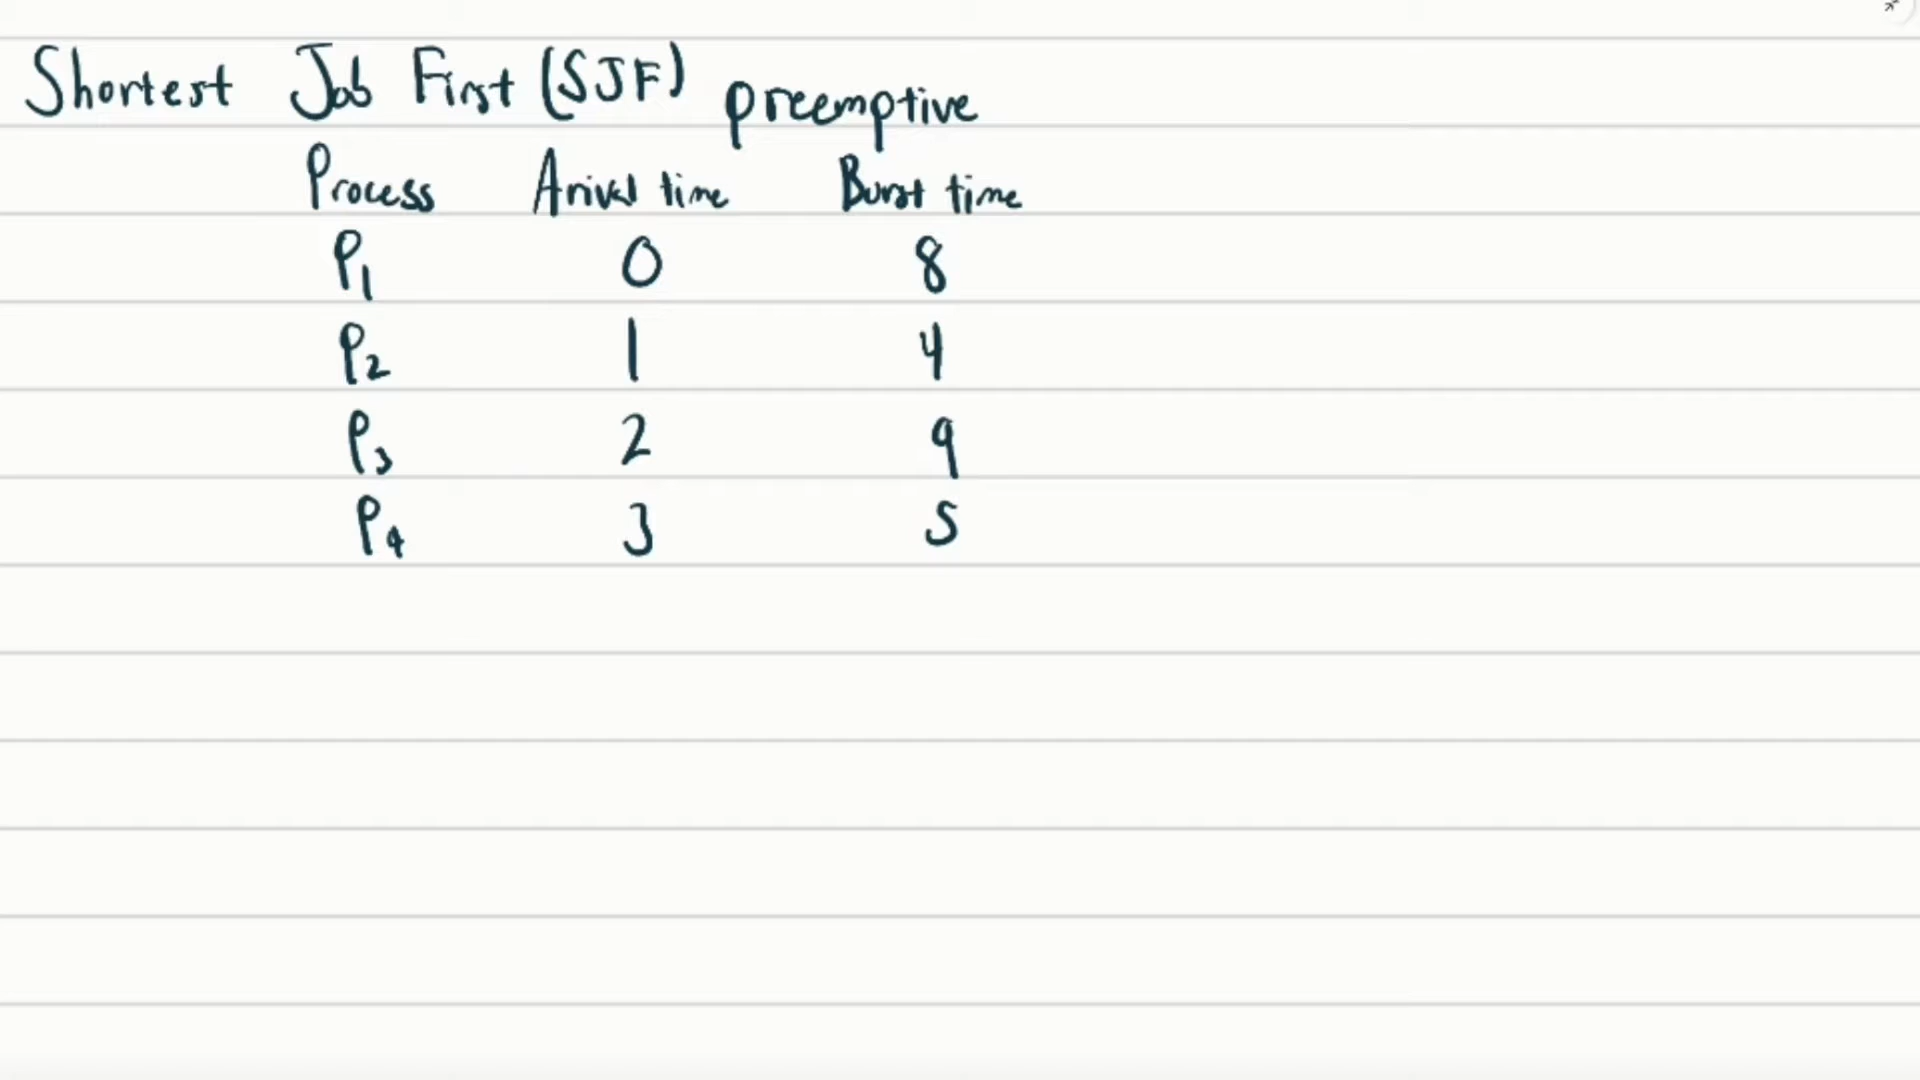 Shortest Job First (SJF) preemptive
Process Arival time Burst time
P1 0 8
P2 1 4
P3 2 9
P4 3 5